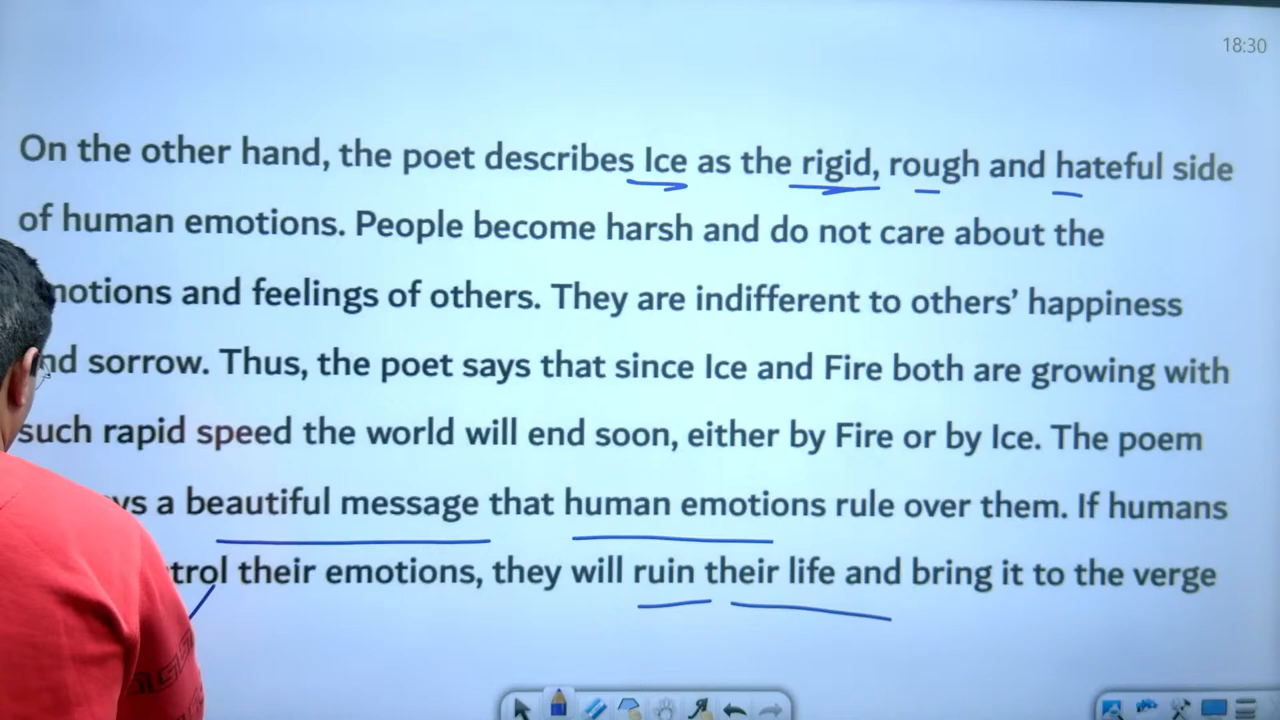 18:30
On the other hand, the poet describes Ice as the rigid, rough and hateful side
of human emotions. People become harsh and do not care about the
and feelings of others. They are indifferent to others' happiness
sorrow. Thus, the poet says that since Ice and Fire both are growing with
such rapid speed the world will end soon, either by Fire or by Ice. The poem
a beautiful message that human emotions rule over them. If humans
their emotions, they will ruin their life and bring it to the verge